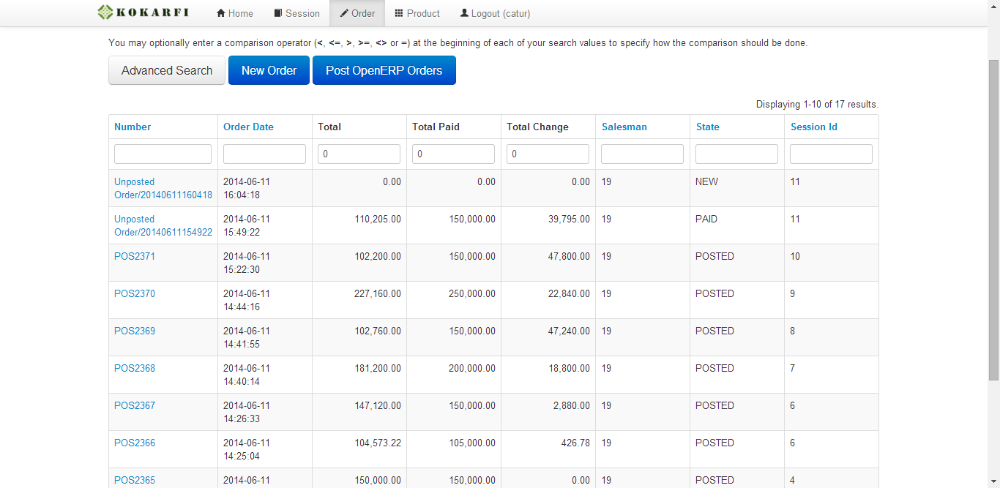 KOKARFI Home Session Order Product Logout (catur)
You may optionally enter a comparison operator (<, <=, >, >=, <> or =) at the beginning of each of your search values to specify how the comparison should be done.
Advanced Search New Order Post OpenERP Orders
Displaying 1-10 of 17 results.
Number Order Date Total Total Paid Total Change Salesman State Session Id
0 0 0
Unposted 2014-06-11 0.00 0.00 0.00 19 NEW 11
Order/20140611160418 16:04:18
Unposted 2014-06-11 110,205.00 150,000.00 39,795.00 19 PAID 11
Order/20140611154922 15:49:22
POS2371 2014-06-11 102,200.00 150,000.00 47,800.00 19 POSTED 10
15:22:30
POS2370 2014-06-11 227,160.00 250,000.00 22,840.00 19 POSTED 9
14:44:16
POS2369 2014-06-11 102,760.00 150,000.00 47,240.00 19 POSTED 8
14:41:55
POS2368 2014-06-11 181,200.00 200,000.00 18,800.00 19 POSTED 7
14:40:14
POS2367 2014-06-11 147,120.00 150,000.00 2,880.00 19 POSTED 6
14:26:33
POS2366 2014-06-11 104,573.22 105,000.00 426.78 19 POSTED 6
14:25:04
POS2365 2014-06-11 150,000.00 150,000.00 0.00 19 POSTED 4